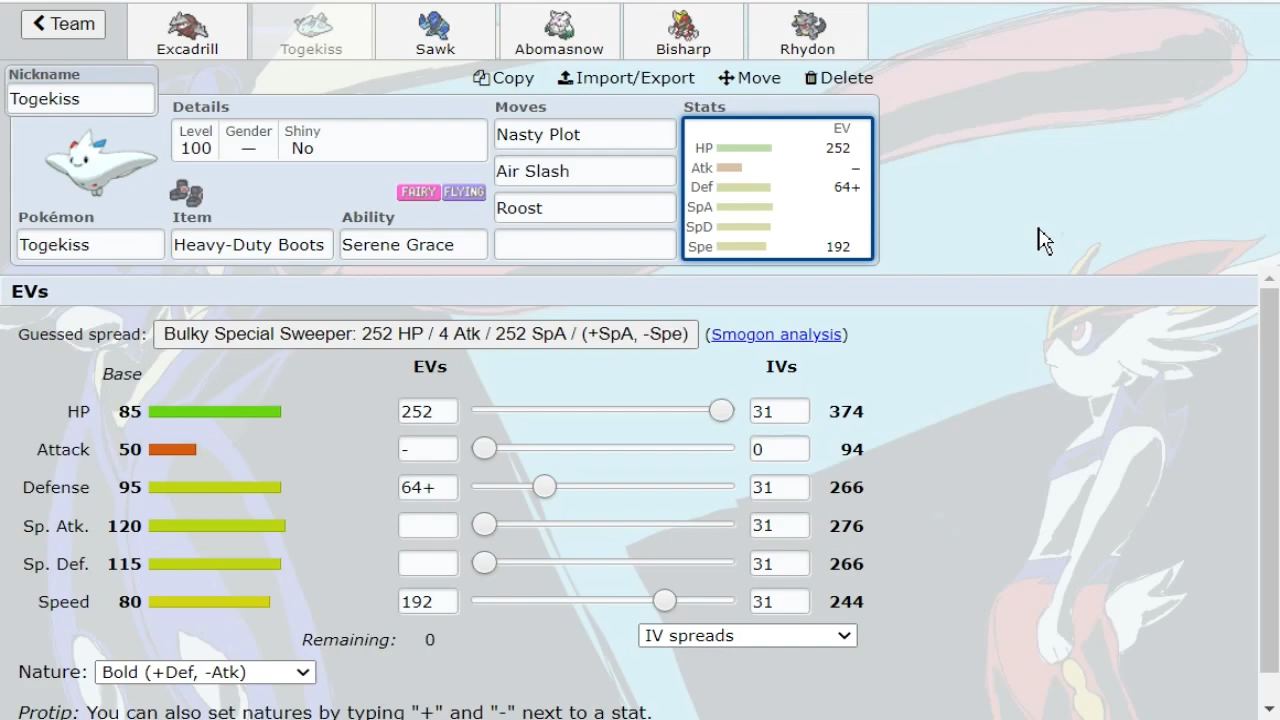 Team
Excadrill
Togekiss
Sawk
Abomasnow
Bisharp
Rhydon
Nickname
Togekiss
Copy
Import/Export
Move
Delete
Details
Moves
Stats
Level
100
Gender
—
Shiny
No
FAIRY
FLYING
Pokémon
Togekiss
Item
Heavy-Duty Boots
Ability
Serene Grace
Nasty Plot
Air Slash
Roost
EV
HP 252
Atk –
Def 64+
SpA
SpD
Spe 192
EVs
Guessed spread: Bulky Special Sweeper: 252 HP / 4 Atk / 252 SpA / (+SpA, -Spe) (Smogon analysis)
Base EVs IVs
HP 85 252 31 374
Attack 50 - 0 94
Defense 95 64+ 31 266
Sp. Atk. 120 31 276
Sp. Def. 115 31 266
Speed 80 192 31 244
Remaining: 0 IV spreads
Nature: Bold (+Def, -Atk)
Protip: You can also set natures by typing "+" and "-" next to a stat.